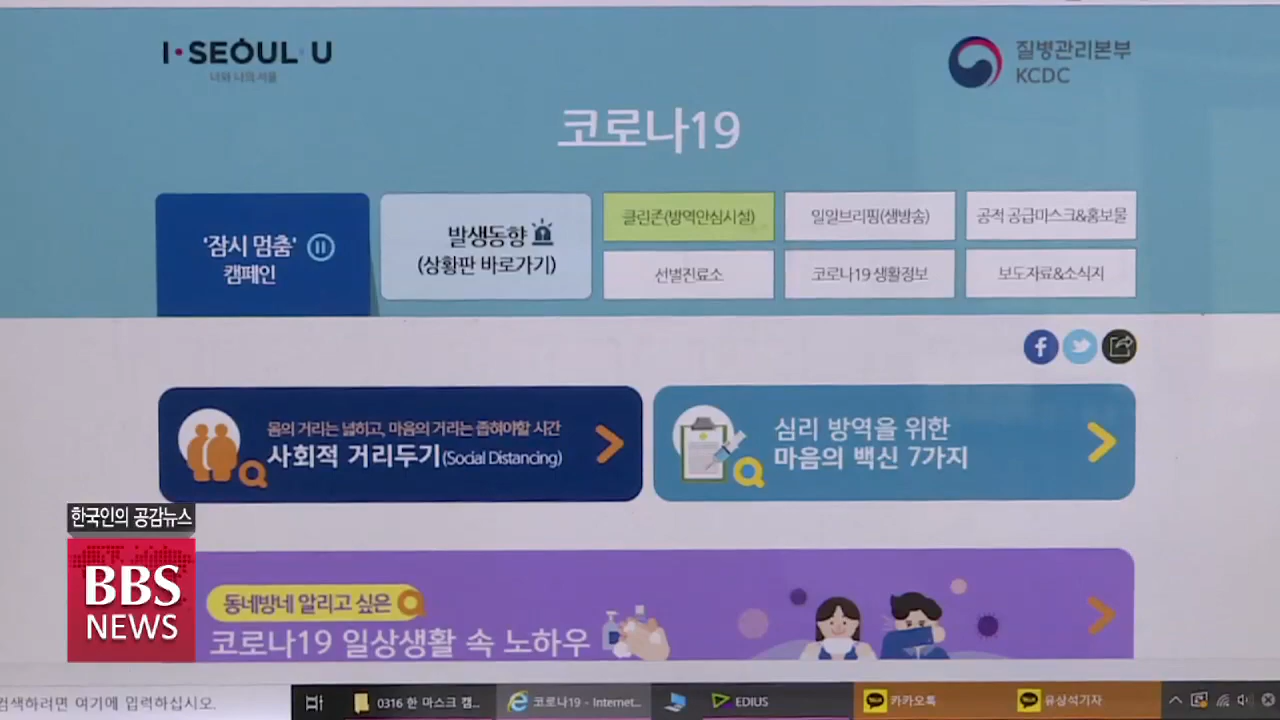 I·SEOUL·U
너와 나의 서울
질병관리본부
KCDC
코로나19
'잠시 멈춤'
캠페인
발생동향
(상황판 바로가기)
클린존(방역안심시설)
일일브리핑(생방송)
공적 공급마스크&홍보물
선별진료소
코로나19 생활정보
보도자료&소식지
몸의 거리는 넓히고, 마음의 거리는 좁혀야할 시간
사회적 거리두기(Social Distancing)
심리 방역을 위한
마음의 백신 7가지
한국인의 공감뉴스
BBS
NEWS
동네방네 알리고 싶은
코로나19 일상생활 속 노하우
검색하려면 여기에 입력하십시오.
0316 한 마스크 캠...
코로나19 - Internet...
EDIUS
카카오톡
유상석기자